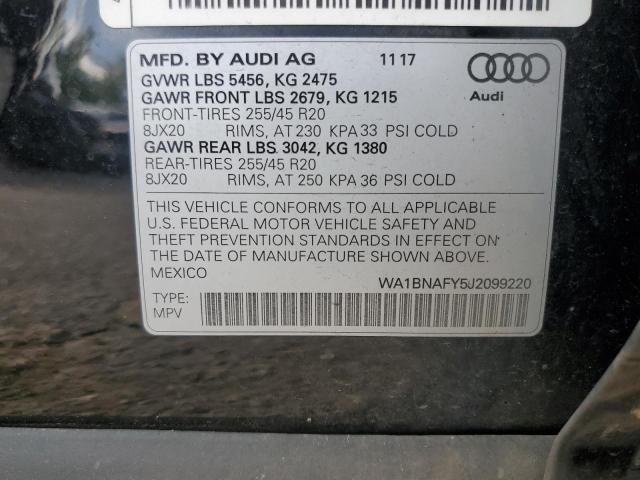 MFD. BY AUDI AG 11 17
GVWR LBS 5456, KG 2475
GAWR FRONT LBS 2679, KG 1215
FRONT-TIRES 255/45 R20
8JX20 RIMS, AT 230 KPA 33 PSI COLD
GAWR REAR LBS 3042, KG 1380
REAR-TIRES 255/45 R20
8JX20 RIMS, AT 250 KPA 36 PSI COLD
Audi
THIS VEHICLE CONFORMS TO ALL APPLICABLE
U.S. FEDERAL MOTOR VEHICLE SAFETY AND
THEFT PREVENTION STANDARDS IN EFFECT ON
THE DATE OF MANUFACTURE SHOWN ABOVE.
MEXICO
WA1BNAFY5J2099220
TYPE:
MPV